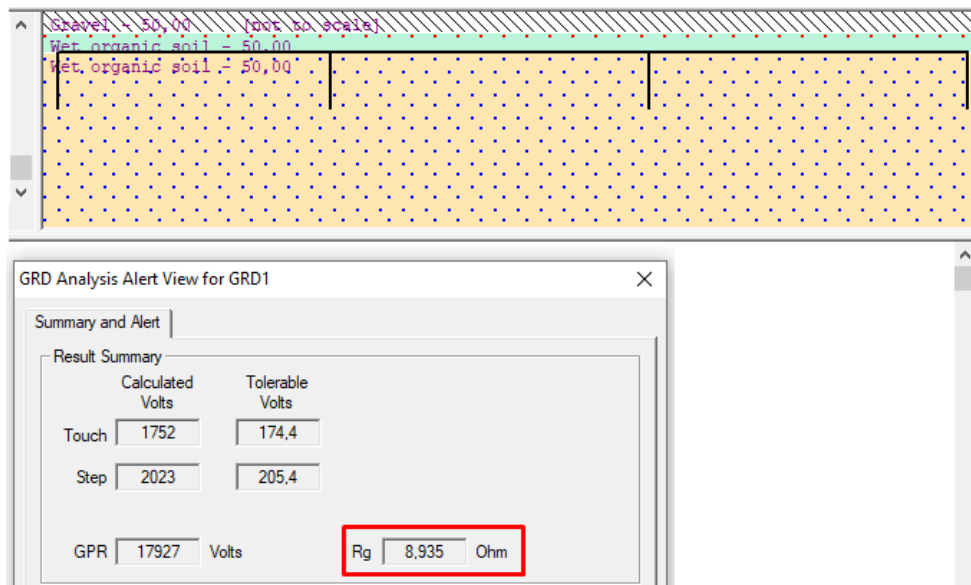 Gravel - 50,00 [not to scale]
Wet organic soil - 50.00
Wet organic soil - 50,00
GRD Analysis Alert View for GRD1
Summary and Alert
Result Summary
Calculated Volts Tolerable Volts
Touch 1752 174,4
Step 2023 205,4
GPR 17927 Volts Rg 8,935 Ohm